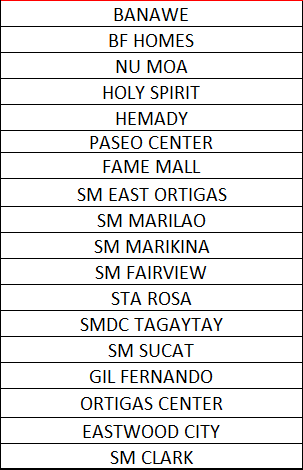 BANAWE
BF HOMES
NU MOA
HOLY SPIRIT
HEMADY
PASEO CENTER
FAME MALL
SM EAST ORTIGAS
SM MARILAO
SM MARIKINA
SM FAIRVIEW
STA ROSA
SMDC TAGAYTAY
SM SUCAT
GIL FERNANDO
ORTIGAS CENTER
EASTWOOD CITY
SM CLARK